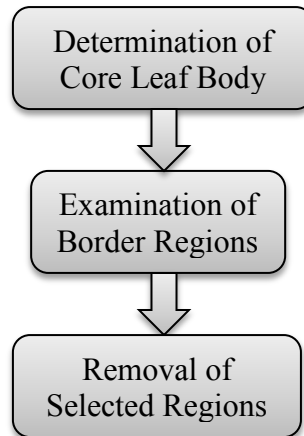 Determination of
Core Leaf Body
Examination of
Border Regions
Removal of
Selected Regions